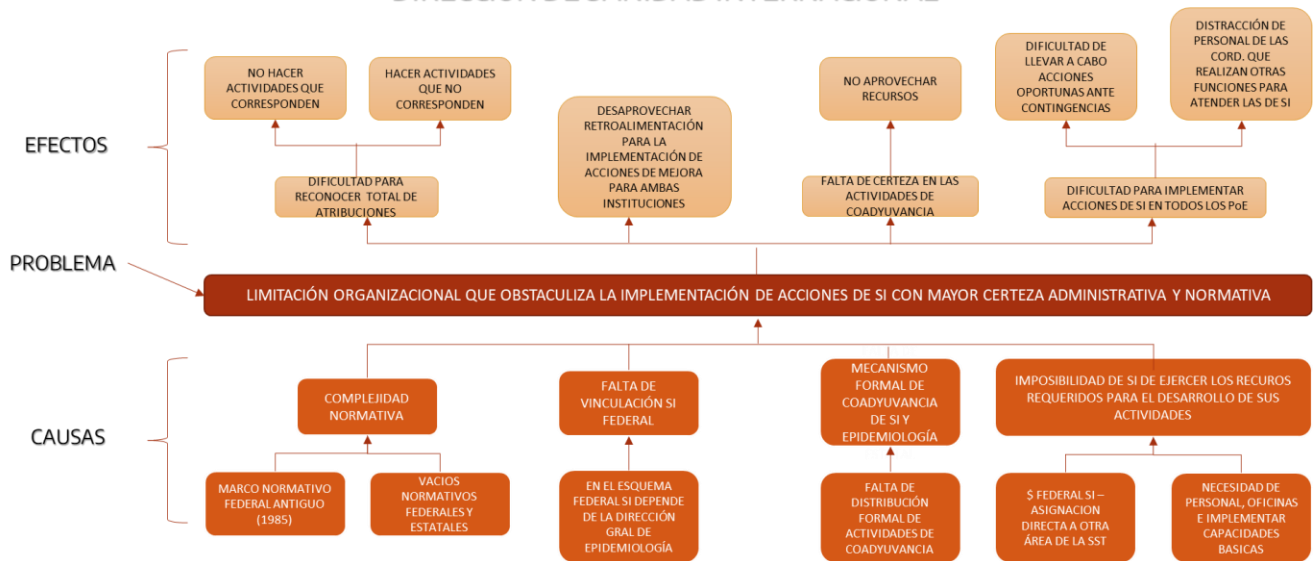 DIRECCIÓN DE SANIDAD INTERNACIONAL
EFECTOS
NO HACER
ACTIVIDADES QUE
CORRESPONDEN
HACER ACTIVIDADES
QUE NO
CORRESPONDEN
DESAPROVECHAR
RETROALIMENTACIÓN
PARA LA
IMPLEMENTACIÓN DE
ACCIONES DE MEJORA
PARA AMBAS
INSTITUCIONES
NO APROVECHAR
RECURSOS
DIFICULTAD DE
LLEVAR A CABO
ACCIONES
OPORTUNAS ANTE
CONTINGENCIAS
DISTRACCIÓN DE
PERSONAL DE LAS
CORD. QUE
REALIZAN OTRAS
FUNCIONES PARA
ATENDER LAS DE SI
DIFICULTAD PARA
RECONOCER TOTAL DE
ATRIBUCIONES
FALTA DE CERTEZA EN LAS
ACTIVIDADES DE
COADYUVANCIA
DIFICULTAD PARA IMPLEMENTAR
ACCIONES DE SI EN TODOS LOS PoE
PROBLEMA
LIMITACIÓN ORGANIZACIONAL QUE OBSTACULIZA LA IMPLEMENTACIÓN DE ACCIONES DE SI CON MAYOR CERTEZA ADMINISTRATIVA Y NORMATIVA
CAUSAS
COMPLEJIDAD
NORMATIVA
FALTA DE
VINCULACIÓN SI
FEDERAL
MECANISMO
FORMAL DE
COADYUVANCIA
DE SI Y
EPIDEMIOLOGÍA
IMPOSIBILIDAD DE SI DE EJERCER LOS RECUROS
REQUERIDOS PARA EL DESARROLLO DE SUS
ACTIVIDADES
MARCO NORMATIVO
FEDERAL ANTIGUO
(1985)
VACIOS
NORMATIVOS
FEDERALES Y
ESTATALES
EN EL ESQUEMA
FEDERAL SI DEPENDE
DE LA DIRECCIÓN
GRAL DE
EPIDEMIOLOGÍA
FALTA DE
DISTRIBUCIÓN
FORMAL DE
ACTIVIDADES DE
COADYUVANCIA
$ FEDERAL SI –
ASIGNACION
DIRECTA A OTRA
ÁREA DE LA SST
NECESIDAD DE
PERSONAL, OFICINAS
E IMPLEMENTAR
CAPACIDADES
BASICAS